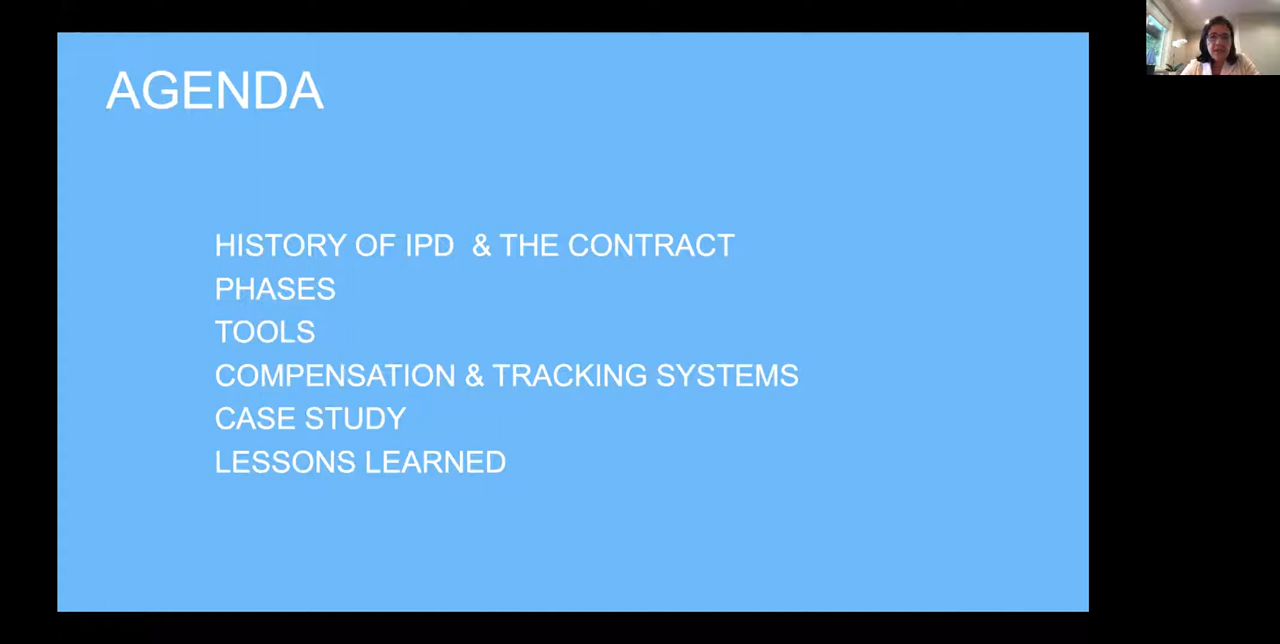 AGENDA
HISTORY OF IPD & THE CONTRACT
PHASES
TOOLS
COMPENSATION & TRACKING SYSTEMS
CASE STUDY
LESSONS LEARNED